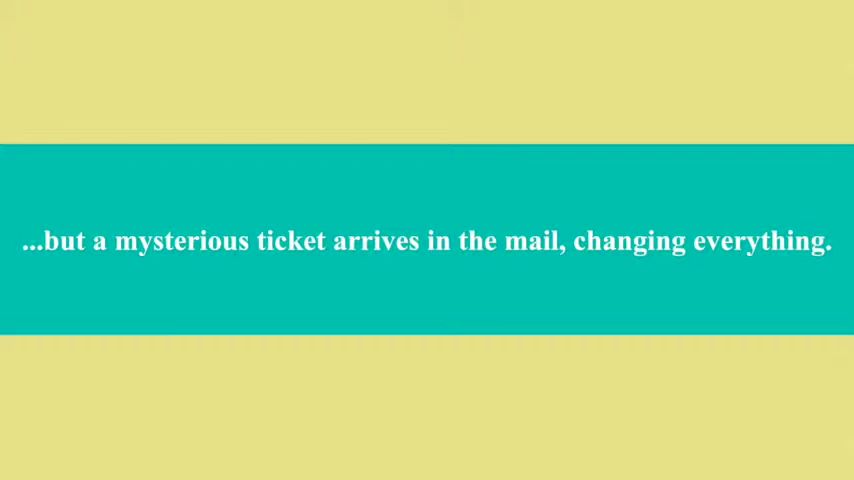 ...but a mysterious ticket arrives in the mail, changing everything.